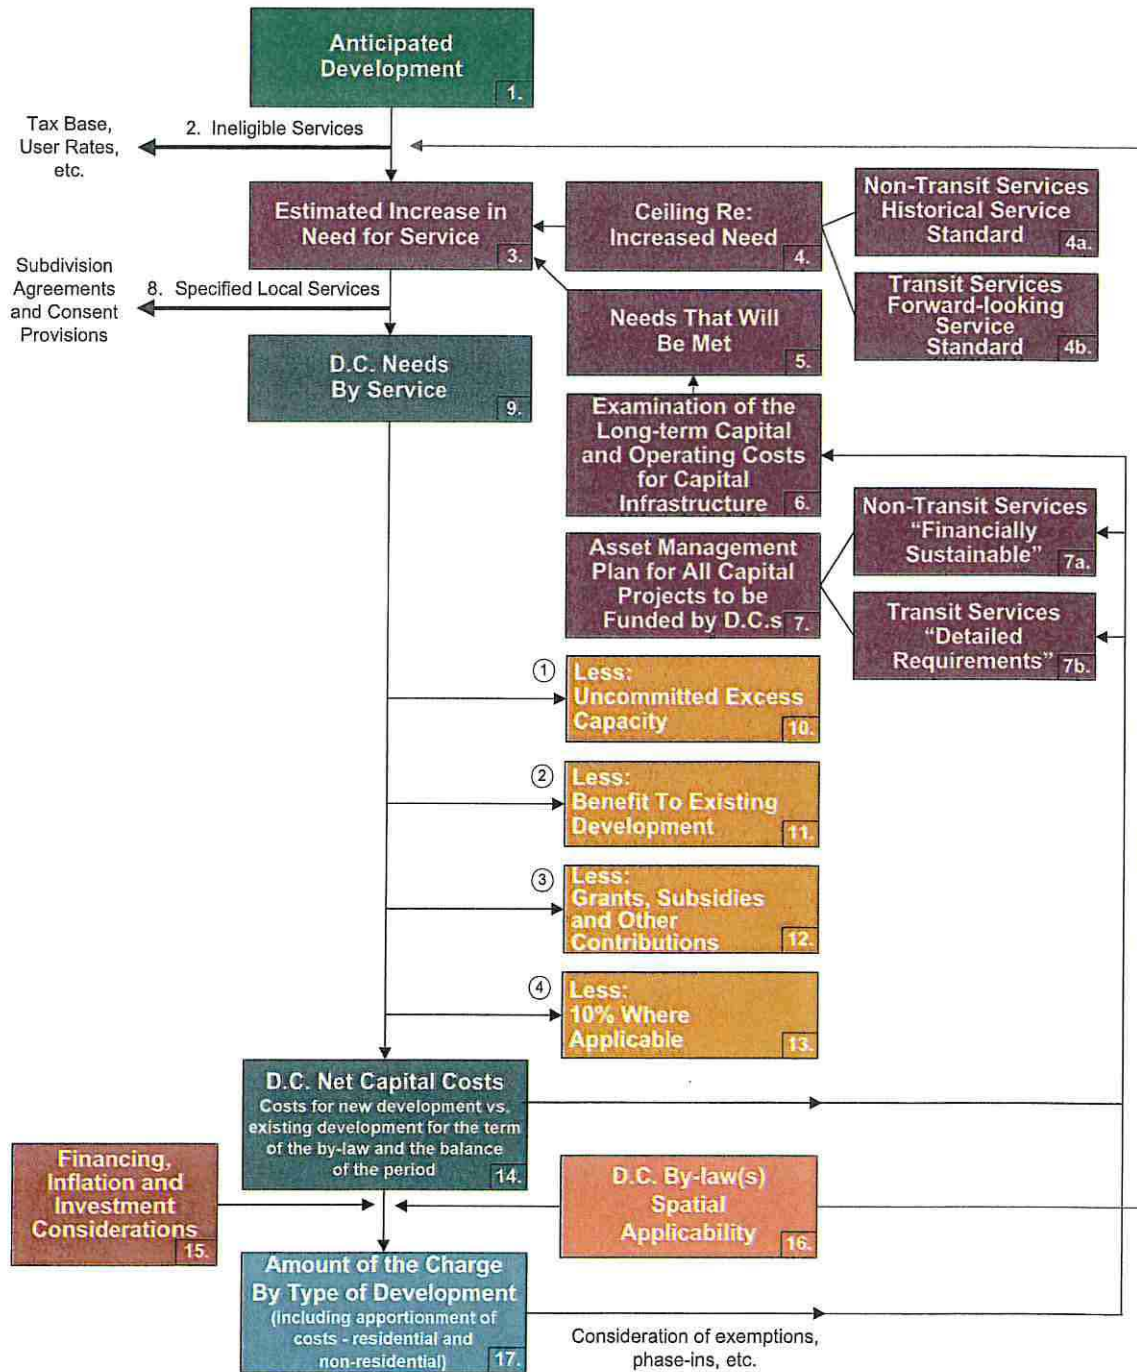 Anticipated
Development
1.
Tax Base,
User Rates,
etc.
2. Ineligible Services
Estimated Increase in
Need for Service
3.
Ceiling Re:
Increased Need
4.
Non-Transit Services
Historical Service
Standard
4a.
Transit Services
Forward-looking
Service
Standard
4b.
Subdivision
Agreements
and Consent
Provisions
8. Specified Local Services
Needs That Will
Be Met
5.
D.C. Needs
By Service
9.
Examination of the
Long-term Capital
and Operating Costs
for Capital
Infrastructure
6.
Asset Management
Plan for All Capital
Projects to be
Funded by D.C.s
7.
Non-Transit Services
“Financially
Sustainable”
7a.
Transit Services
“Detailed
Requirements”
7b.
1
Less:
Uncommitted Excess
Capacity
10.
2
Less:
Benefit To Existing
Development
11.
3
Less:
Grants, Subsidies
and Other
Contributions
12.
4
Less:
10% Where
Applicable
13.
D.C. Net Capital Costs
Costs for new development vs.
existing development for the term
of the by-law and the balance
of the period
14.
Financing,
Inflation and
Investment
Considerations
15.
D.C. By-law(s)
Spatial
Applicability
16.
Amount of the Charge
By Type of Development
(including apportionment of
costs - residential and
non-residential)
17.
Consideration of exemptions,
phase-ins, etc.